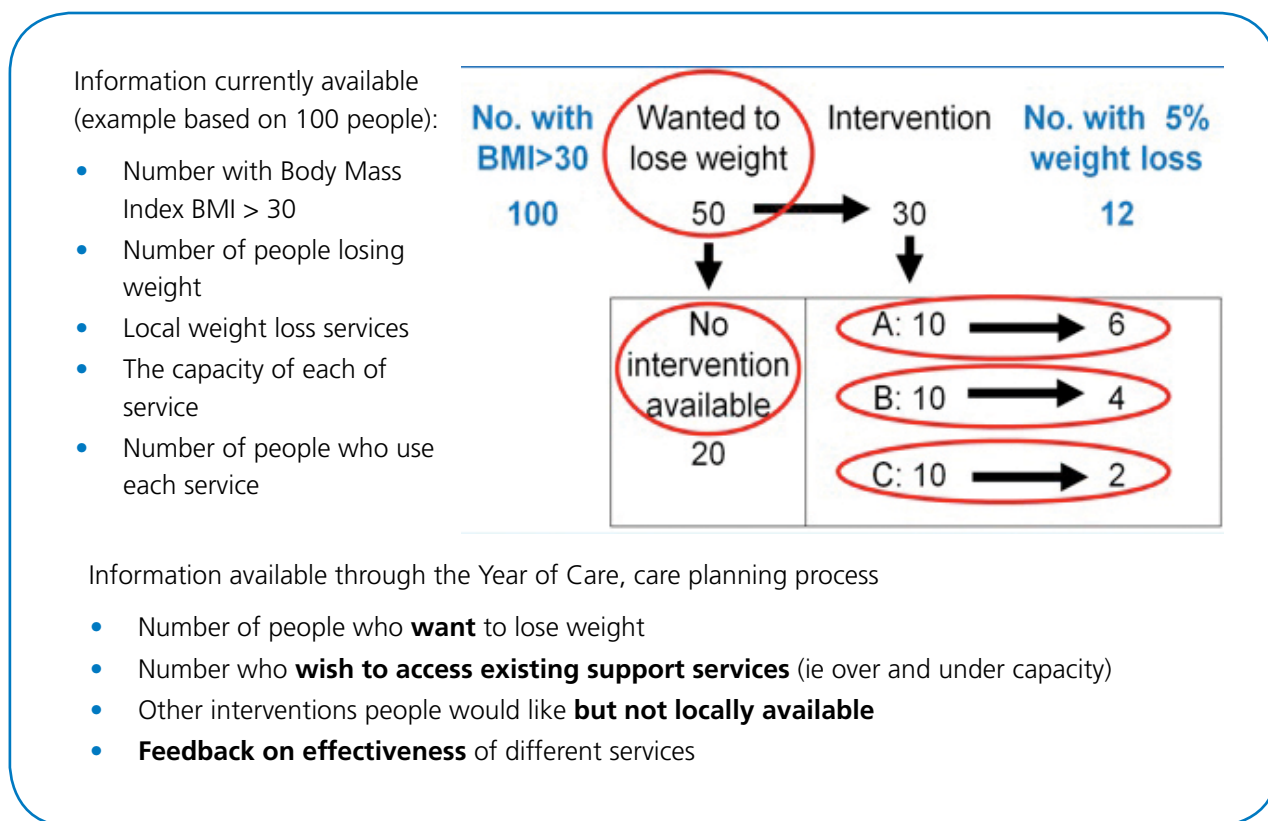 Information currently available
(example based on 100 people):
• Number with Body Mass
Index BMI > 30
• Number of people losing
weight
• Local weight loss services
• The capacity of each of
service
• Number of people who use
each service
No. with
BMI>30
100
Wanted to
lose weight
50
Intervention
30
No. with 5%
weight loss
12
No
intervention
available
20
A: 10 6
B: 10 4
C: 10 2
Information available through the Year of Care, care planning process
• Number of people who want to lose weight
• Number who wish to access existing support services (ie over and under capacity)
• Other interventions people would like but not locally available
• Feedback on effectiveness of different services